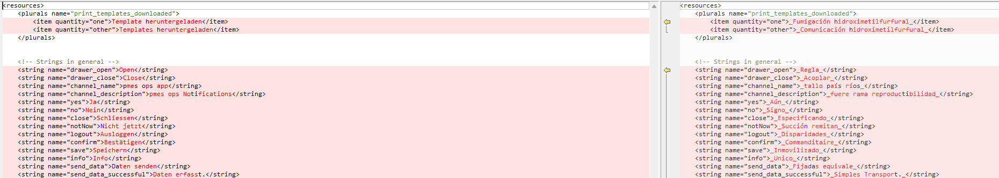 <resources>
<plurals name="print_templates_downloaded">
<item quantity="one">Template heruntergeladen</item>
<item quantity="other">Templates heruntergeladen</item>
</plurals>
<!-- Strings in general -->
<string name="drawer_open">Open</string>
<string name="drawer_close">Close</string>
<string name="channel_name">pmes ops app</string>
<string name="channel_description">pmes ops Notifications</string>
<string name="yes">Ja</string>
<string name="no">Nein</string>
<string name="close">Schliessen</string>
<string name="notNow">Nicht jetzt</string>
<string name="logout">Ausloggen</string>
<string name="confirm">Bestätigen</string>
<string name="save">Speichern</string>
<string name="info">Info</string>
<string name="send_data">Daten senden</string>
<string name="send_data_successful">Daten erfasst.</string>
<resources>
<plurals name="print_templates_downloaded">
<item quantity="one">_Fumigación hidroximetilfurfural_</item>
<item quantity="other">_Comunicación hidroximetilfurfural_</item>
</plurals>
<!-- Strings in general -->
<string name="drawer_open">_Regla_</string>
<string name="drawer_close">_Acoplar_</string>
<string name="channel_name">_tallo país ríos_</string>
<string name="channel_description">_fuere rama reproductibilidad_</string>
<string name="yes">_Aún_</string>
<string name="no">_Signo_</string>
<string name="close">_Especificando_</string>
<string name="notNow">_Succión remitan_</string>
<string name="logout">_Disparidades_</string>
<string name="confirm">_Commanditaire_</string>
<string name="save">_Inmovilizado_</string>
<string name="info">_Unico_</string>
<string name="send_data">_Fijadas equivale_</string>
<string name="send_data_successful">_Simples Transport._</string>